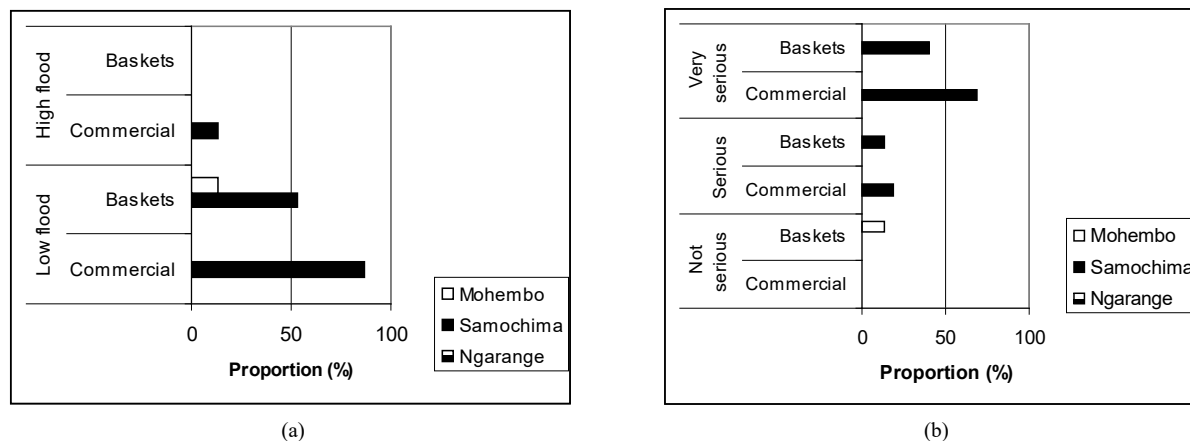 High flood
Baskets
Commercial
Low flood
Baskets
Commercial
0 50 100
Proportion (%)
Mohembo
Samochima
Ngarange
(a)
Very
serious
Baskets
Commercial
Serious
Baskets
Commercial
Not
serious
Baskets
Commercial
0 50 100
Proportion (%)
Mohembo
Samochima
Ngarange
(b)